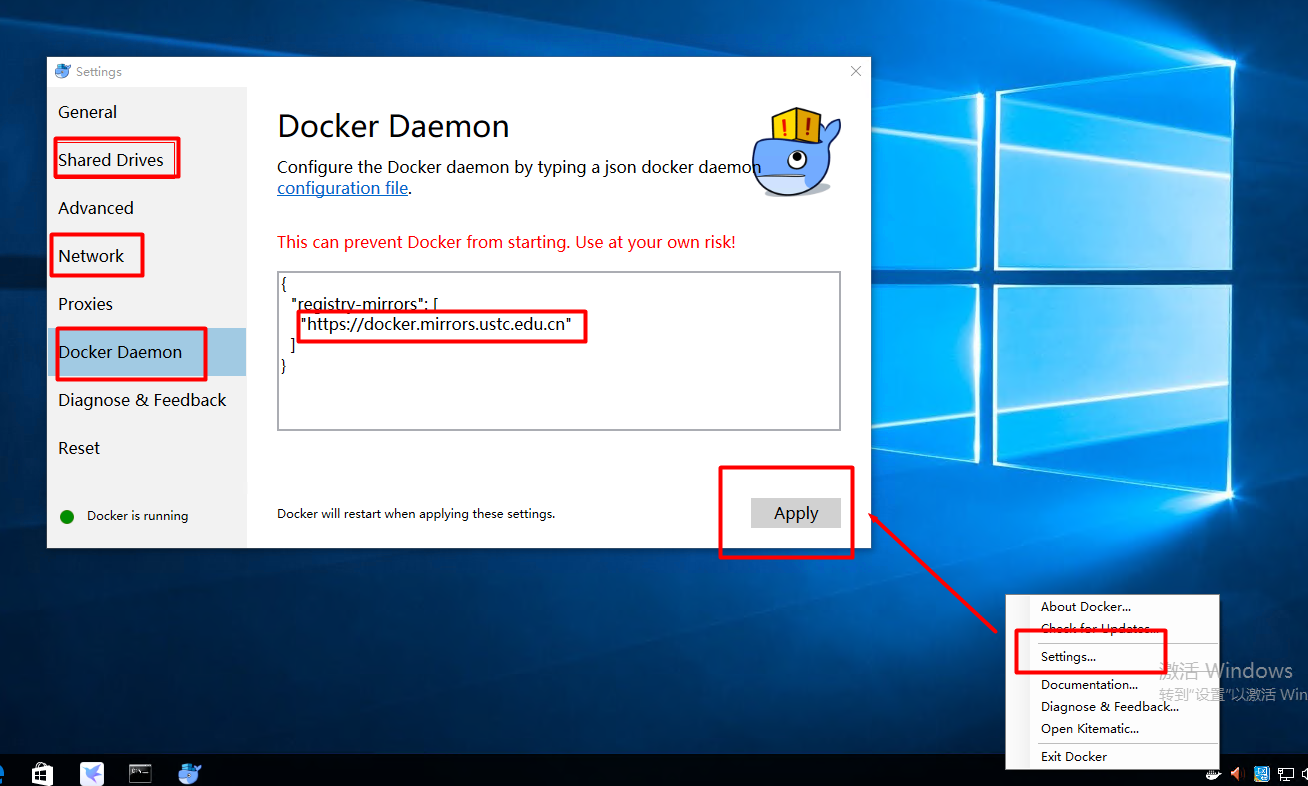 Settings
General
Shared Drives
Advanced
Network
Proxies
Docker Daemon
Diagnose & Feedback
Reset
Docker is running
Docker Daemon
Configure the Docker daemon by typing a json docker daemon
configuration file.
This can prevent Docker from starting. Use at your own risk!
{
"registry-mirrors": [
"https://docker.mirrors.ustc.edu.cn"
]
}
Docker will restart when applying these settings.
Apply
About Docker...
Check for Updates...
Settings...
Documentation...
Diagnose & Feedback...
Open Kitematic...
Exit Docker
激活 Windows
转到"设置"以激活 Win